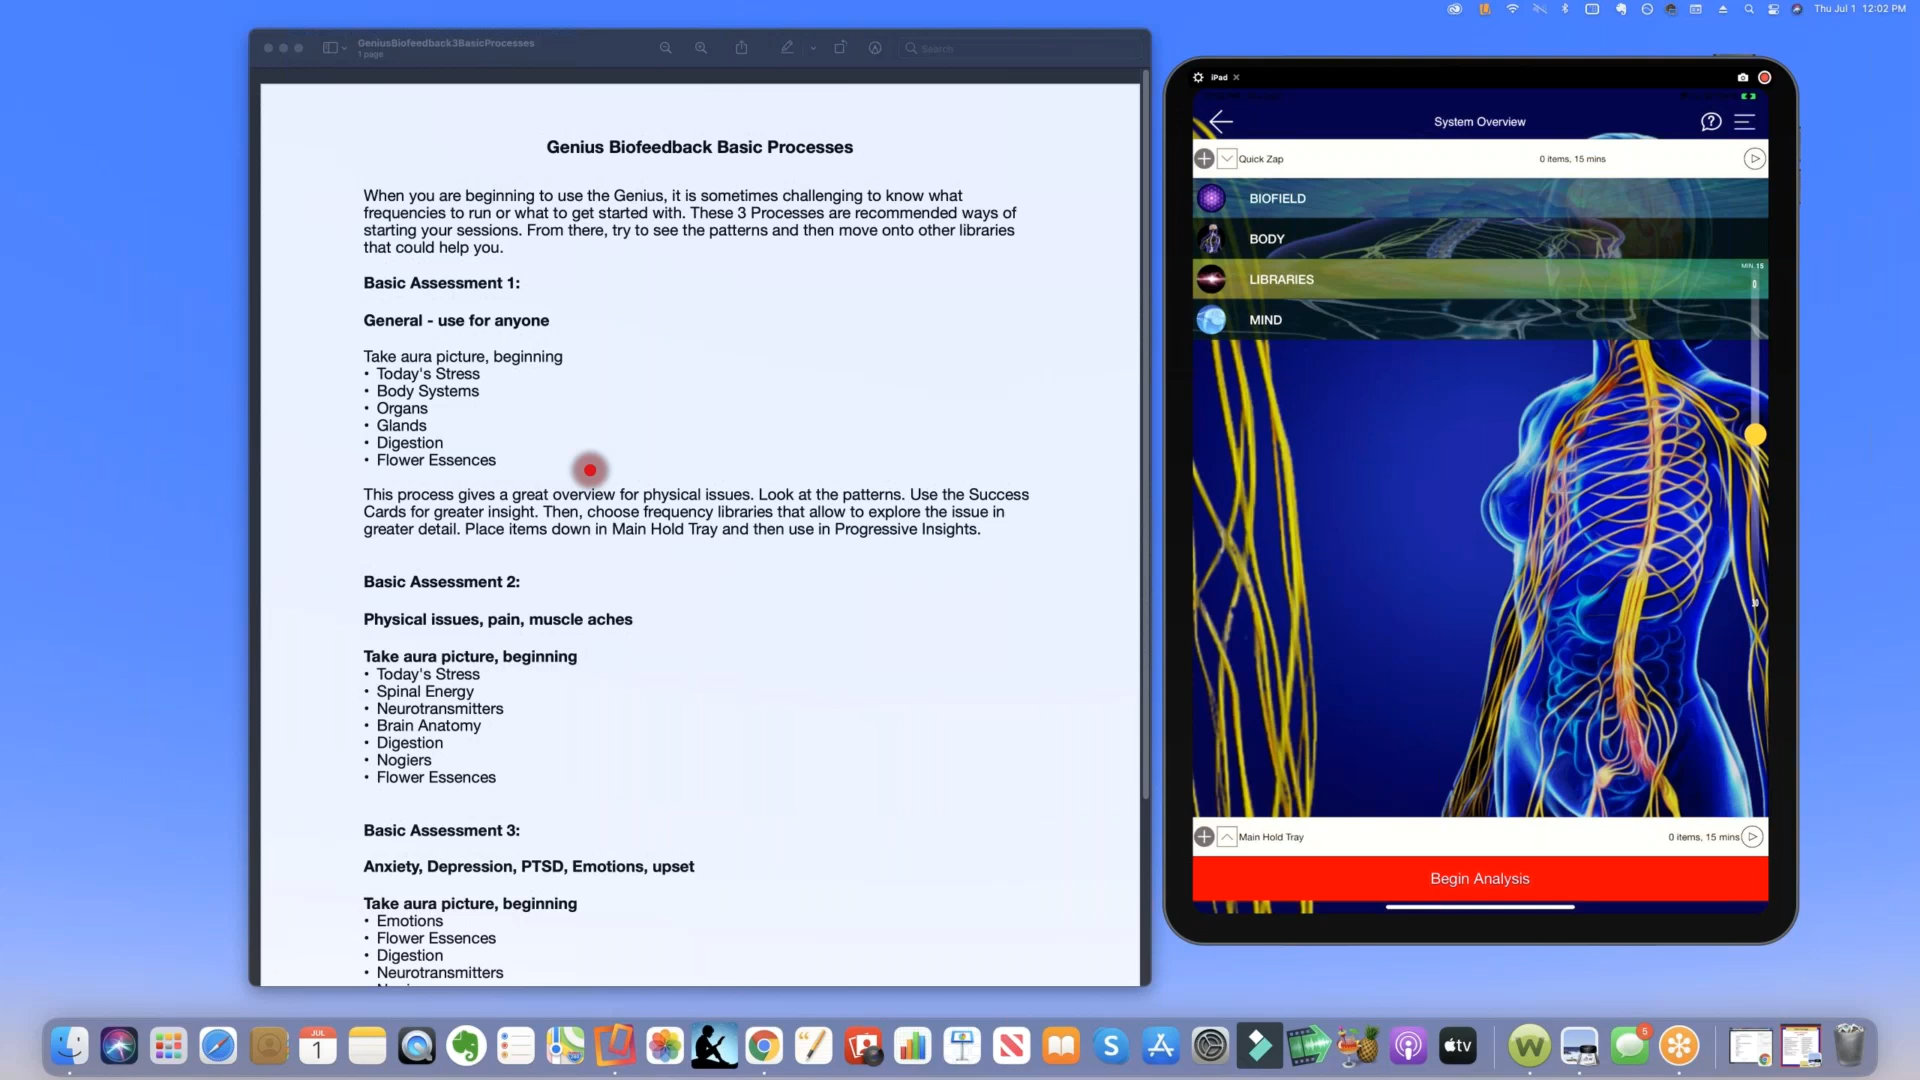 Thu Jul 1 12:02 PM
GeniusBiofeedback3BasicProcesses
1 page
Search
Genius Biofeedback Basic Processes
When you are beginning to use the Genius, it is sometimes challenging to know what
frequencies to run or what to get started with. These 3 Processes are recommended ways of
starting your sessions. From there, try to see the patterns and then move onto other libraries
that could help you.
Basic Assessment 1:
General - use for anyone
Take aura picture, beginning
• Today's Stress
• Body Systems
• Organs
• Glands
• Digestion
• Flower Essences
This process gives a great overview for physical issues. Look at the patterns. Use the Success
Cards for greater insight. Then, choose frequency libraries that allow to explore the issue in
greater detail. Place items down in Main Hold Tray and then use in Progressive Insights.
Basic Assessment 2:
Physical issues, pain, muscle aches
Take aura picture, beginning
• Today's Stress
• Spinal Energy
• Neurotransmitters
• Brain Anatomy
• Digestion
• Nogiers
• Flower Essences
Basic Assessment 3:
Anxiety, Depression, PTSD, Emotions, upset
Take aura picture, beginning
• Emotions
• Flower Essences
• Digestion
• Neurotransmitters
iPad
System Overview
Quick Zap 0 items, 15 mins
BIOFIELD
BODY
LIBRARIES
MIN. 15
0
MIND
30
Main Hold Tray 0 items, 15 mins
Begin Analysis
JUL
1
S
tv
W
5